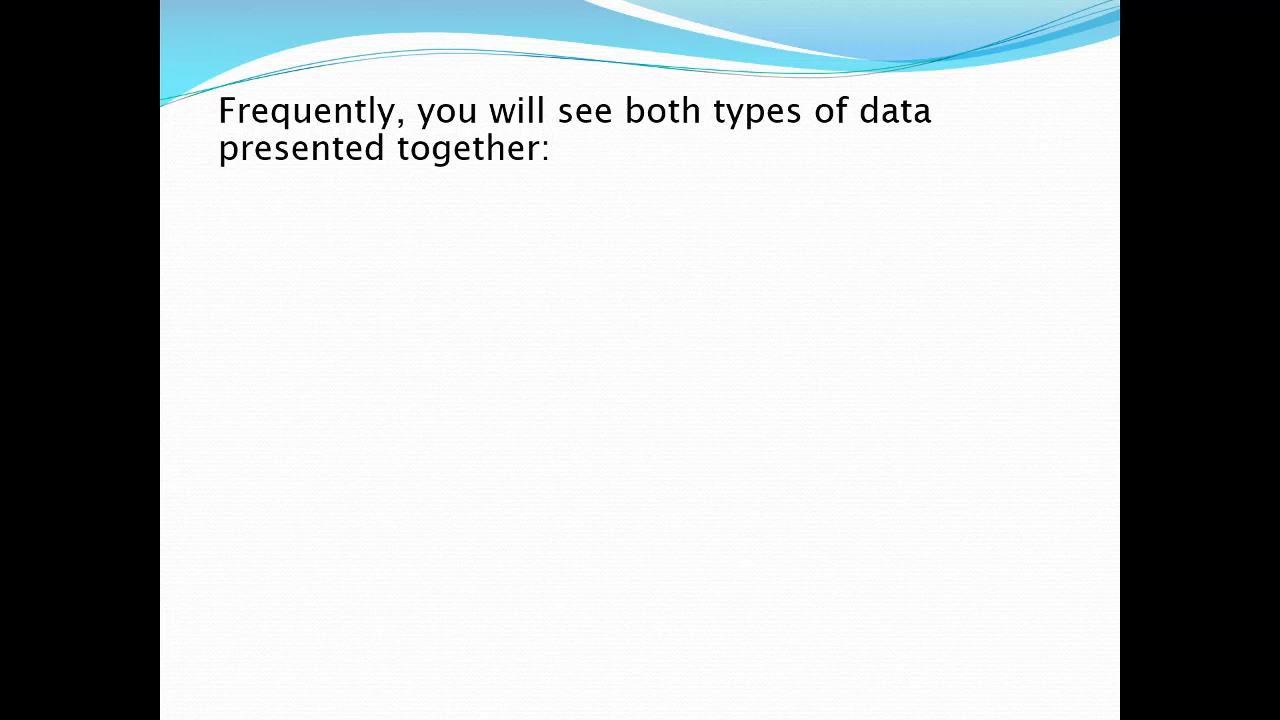 Frequently, you will see both types of data
presented together: